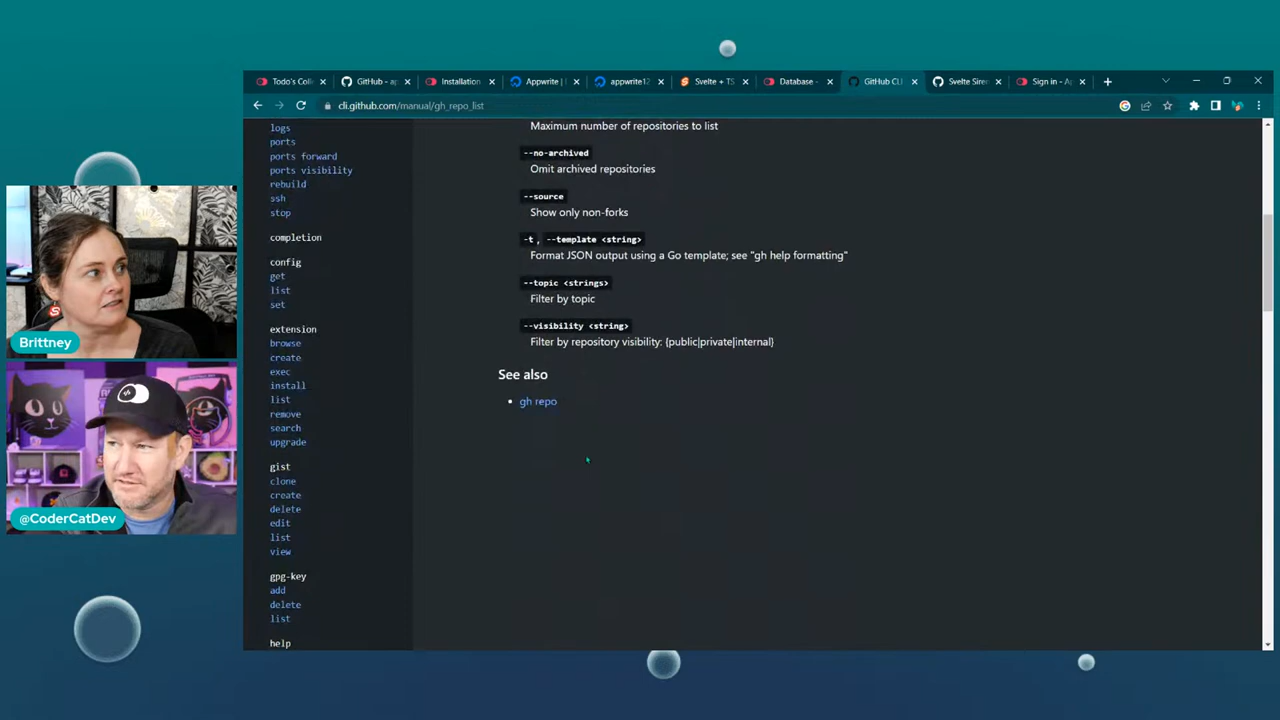 Todo's Coll
GitHub - ap
Installation
Appwrite |
appwrite12
Svelte + TS
Database -
GitHub CLI
Svelte Sire
Sign in - Ap
cli.github.com/manual/gh_repo_list
logs
ports
ports forward
ports visibility
rebuild
ssh
stop
completion
config
get
list
set
extension
browse
create
exec
install
list
remove
search
upgrade
gist
clone
create
delete
edit
list
view
gpg-key
add
delete
list
help
Maximum number of repositories to list
--no-archived
Omit archived repositories
--source
Show only non-forks
-t, --template <string>
Format JSON output using a Go template; see "gh help formatting"
--topic <strings>
Filter by topic
--visibility <string>
Filter by repository visibility: {public|private|internal}
See also
gh repo
Brittney
@CoderCatDev